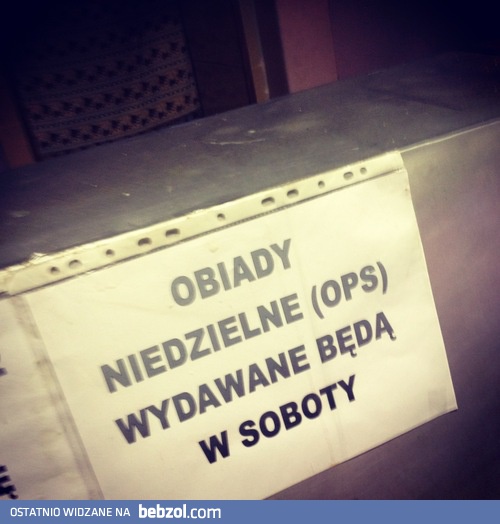 OBIADY
NIEDZIELNE (OPS)
WYDAWANE BĘDĄ
W SOBOTY
OSTATNIO WIDZANE NA bebzol.com